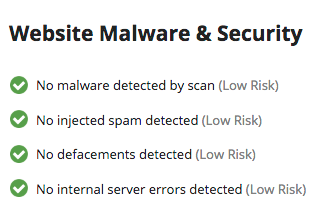 Website Malware & Security
No malware detected by scan (Low Risk)
No injected spam detected (Low Risk)
No defacements detected (Low Risk)
No internal server errors detected (Low Risk)